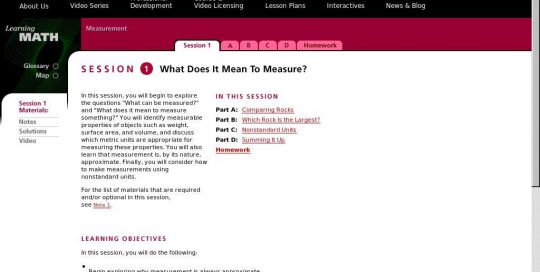 About Us
Video Series
Development
Video Licensing
Lesson Plans
Interactives
News & Blog
Learning
MATH
Measurement
Session 1
A
B
C
D
Homework
Glossary
Map
SESSION 1 What Does It Mean To Measure?
Session 1
Materials:
Notes
Solutions
Video
In this session, you will begin to explore
the questions "What can be measured?"
and "What does it mean to measure
something?" You will identify measurable
properties of objects such as weight,
surface area, and volume, and discuss
which metric units are appropriate for
measuring these properties. You will also
learn that measurement is, by its nature,
approximate. Finally, you will consider how
to make measurements using
nonstandard units.
For the list of materials that are required
and/or optional in this session,
see Note 1.
IN THIS SESSION
Part A: Comparing Rocks
Part B: Which Rock Is the Largest?
Part C: Nonstandard Units
Part D: Summing It Up
Homework
LEARNING OBJECTIVES
In this session, you will do the following:
Begin exploring why measurement is always approximate